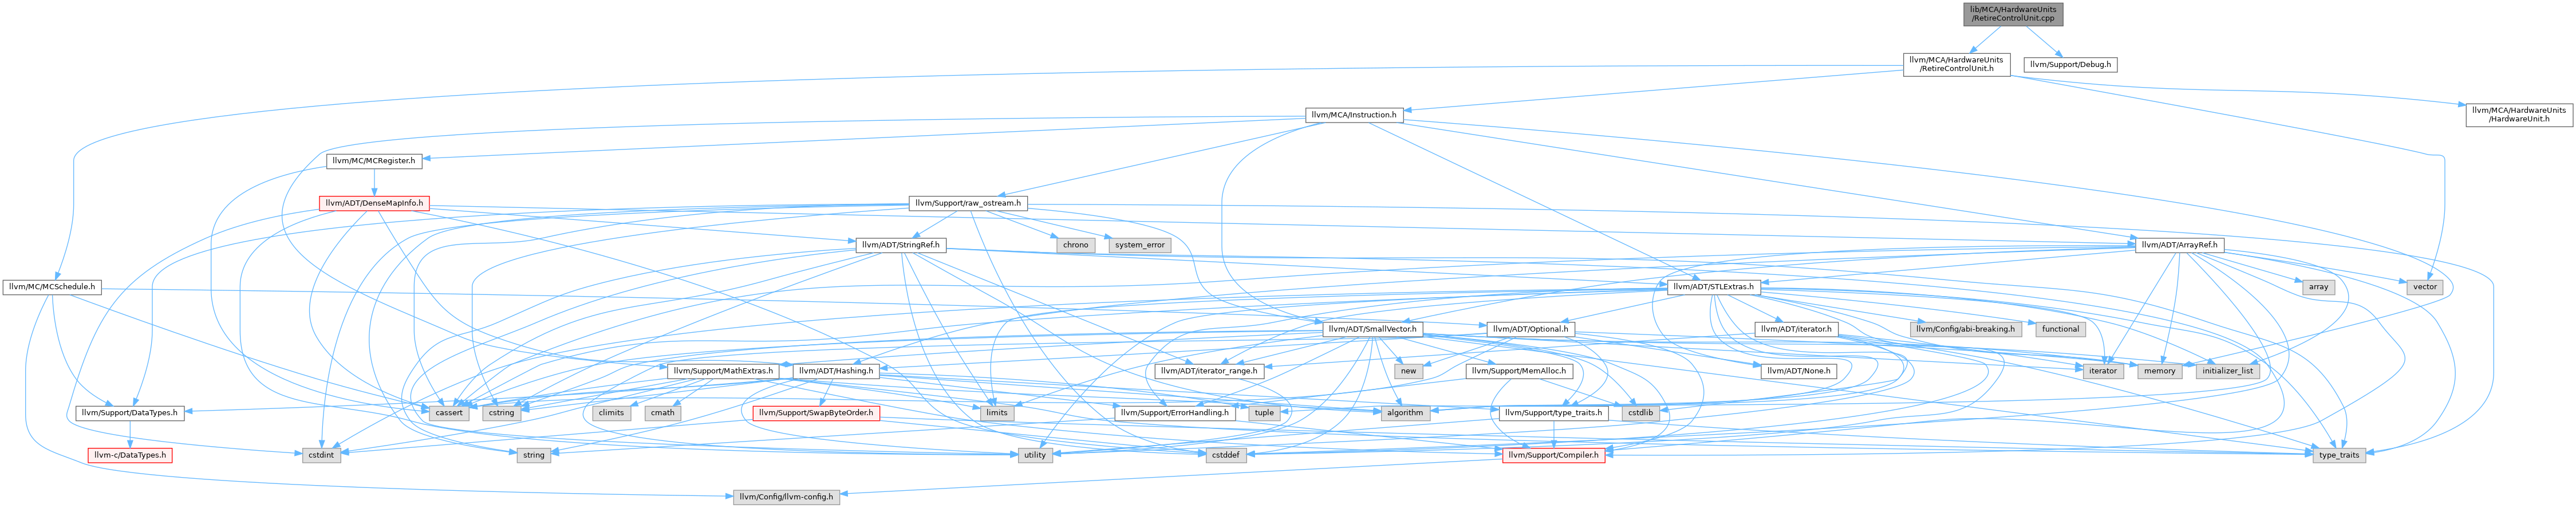 lib/MCA/HardwareUnits
/RetireControlUnit.cpp
llvm/MCA/HardwareUnits
/RetireControlUnit.h
llvm/Support/Debug.h
llvm/MCA/Instruction.h
llvm/MCA/HardwareUnits
/HardwareUnit.h
llvm/MC/MCRegister.h
llvm/ADT/DenseMapInfo.h
llvm/Support/raw_ostream.h
llvm/ADT/StringRef.h
chrono
system_error
llvm/ADT/ArrayRef.h
llvm/MC/MCSchedule.h
llvm/ADT/STLExtras.h
array
vector
llvm/ADT/SmallVector.h
llvm/ADT/Optional.h
llvm/ADT/iterator.h
llvm/Config/abi-breaking.h
functional
llvm/Support/MathExtras.h
llvm/ADT/Hashing.h
llvm/ADT/iterator_range.h
new
llvm/Support/MemAlloc.h
llvm/ADT/None.h
iterator
memory
initializer_list
llvm/Support/DataTypes.h
cassert
cstring
climits
cmath
llvm/Support/SwapByteOrder.h
limits
llvm/Support/ErrorHandling.h
tuple
algorithm
llvm/Support/type_traits.h
cstdlib
llvm-c/DataTypes.h
cstdint
string
utility
cstddef
llvm/Support/Compiler.h
type_traits
llvm/Config/llvm-config.h